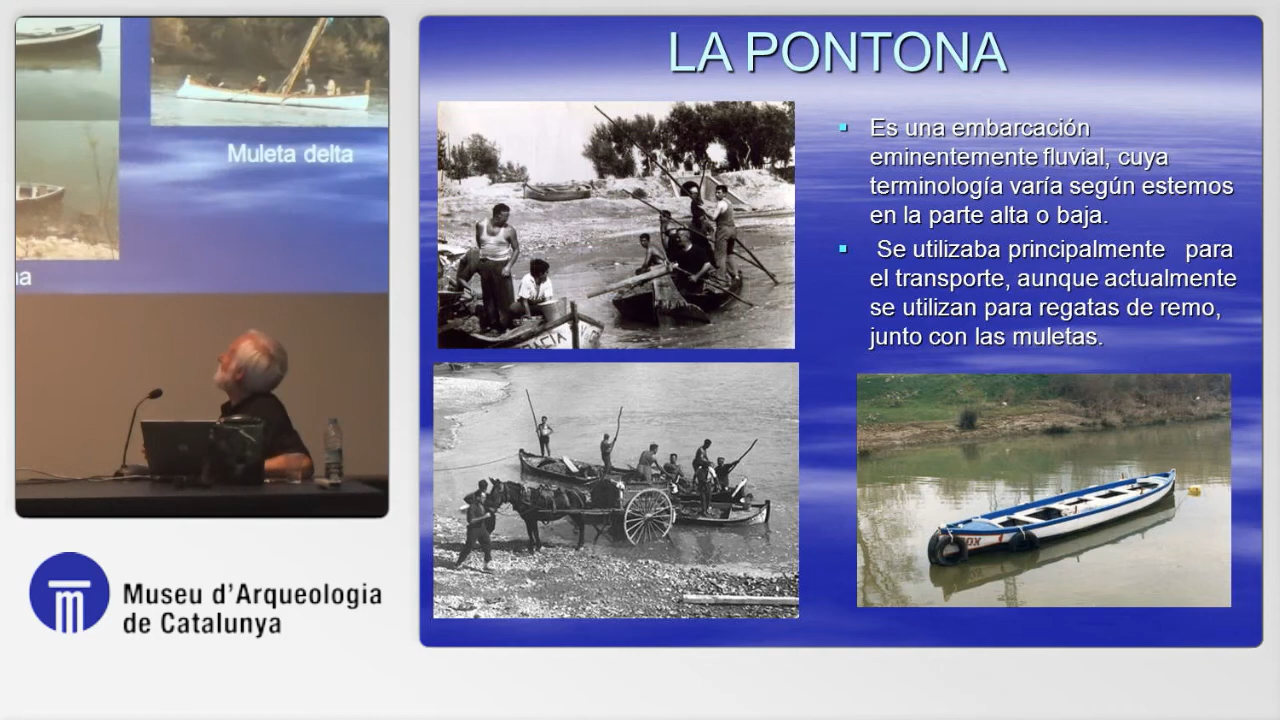 LA PONTONA
Es una embarcación
eminentemente fluvial, cuya
terminología varía según estemos
en la parte alta o baja.
Se utilizaba principalmente para
el transporte, aunque actualmente
se utilizan para regatas de remo,
junto con las muletas.
Muleta delta
Museu d'Arqueologia
de Catalunya